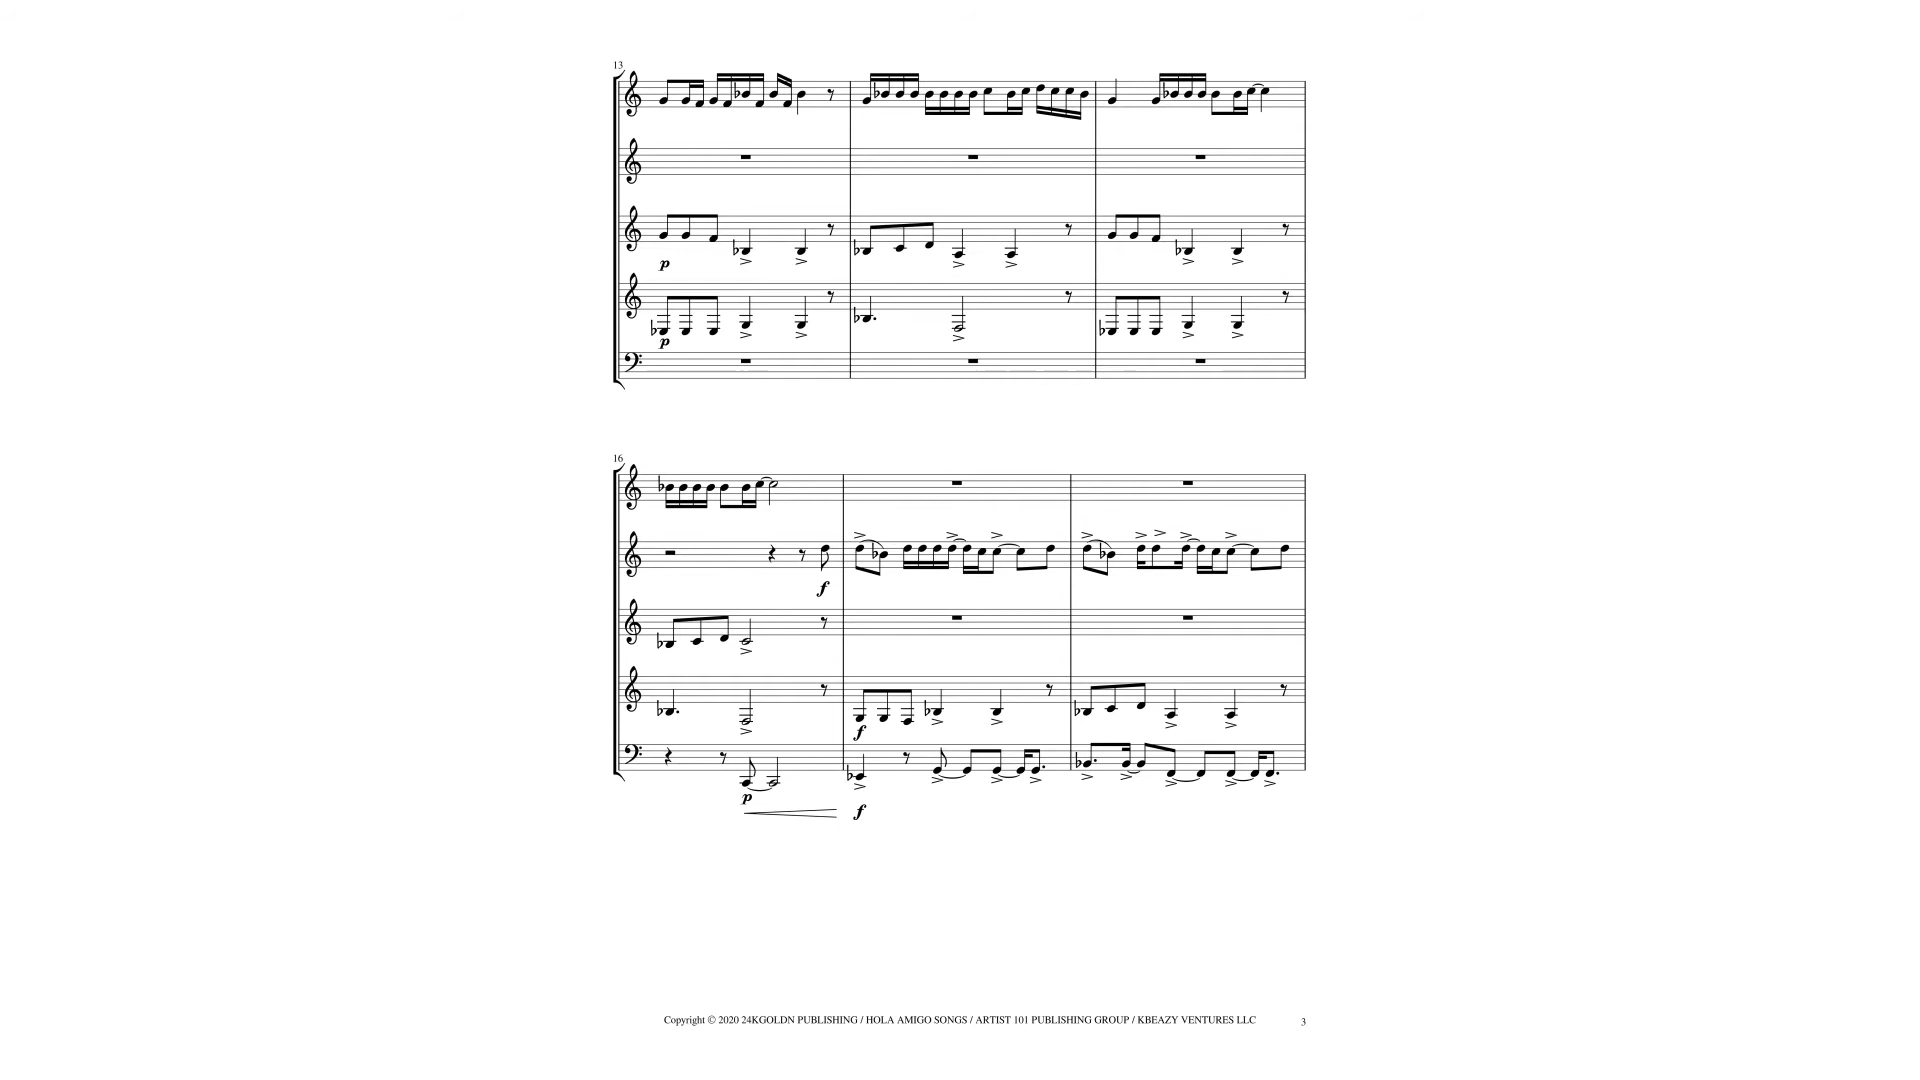 13
p
p
16
f
f
p
f
Copyright © 2020 24KGOLDN PUBLISHING / HOLA AMIGO SONGS / ARTIST 101 PUBLISHING GROUP / KBEAZY VENTURES LLC
3